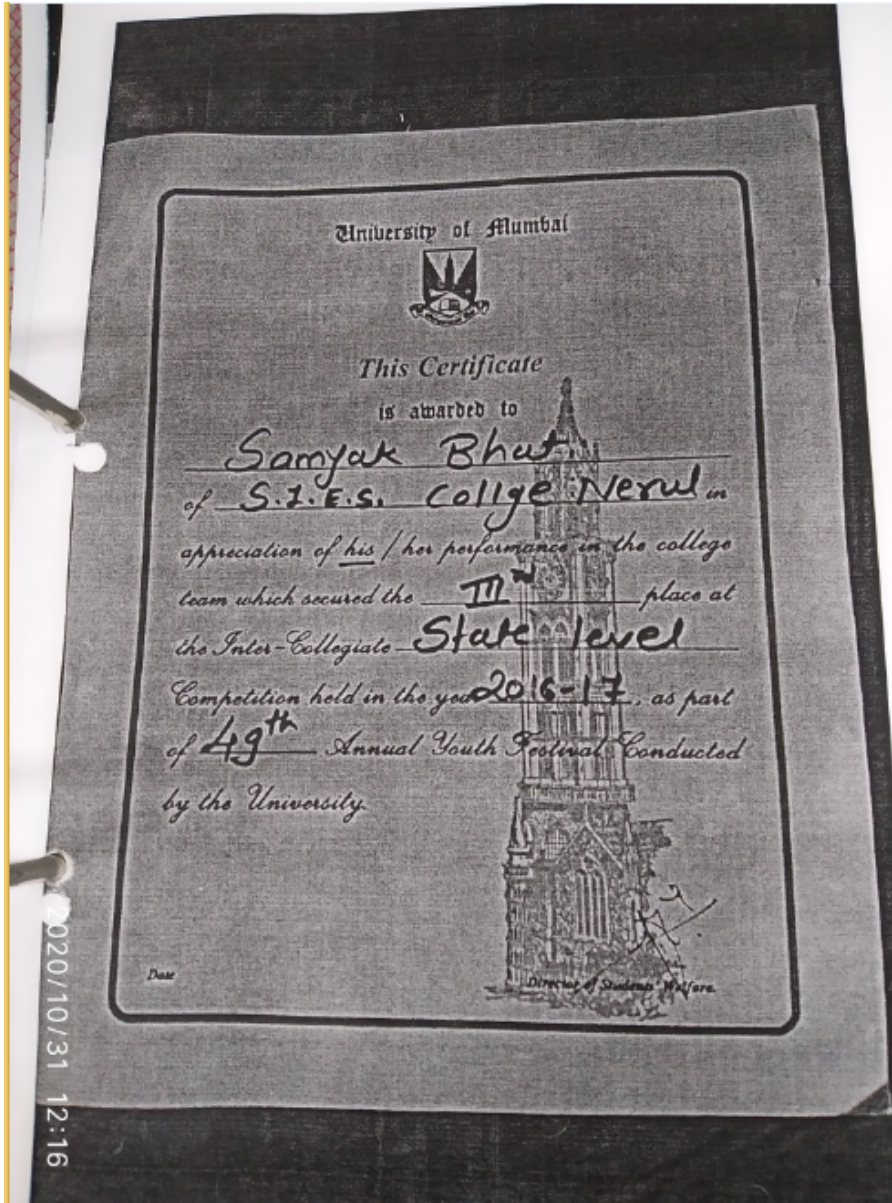 University of Mumbai
This Certificate
is awarded to
Samyak Bhat
of S.I.E.S. Collge Nerul in
appreciation of his / her performance in the college
team which secured the III place at
the Inter-Collegiate State level
Competition held in the year 2016-17, as part
of 49th Annual Youth Festival Conducted
by the University.
Date
Director of Students' Welfare
2020/10/31 12:16